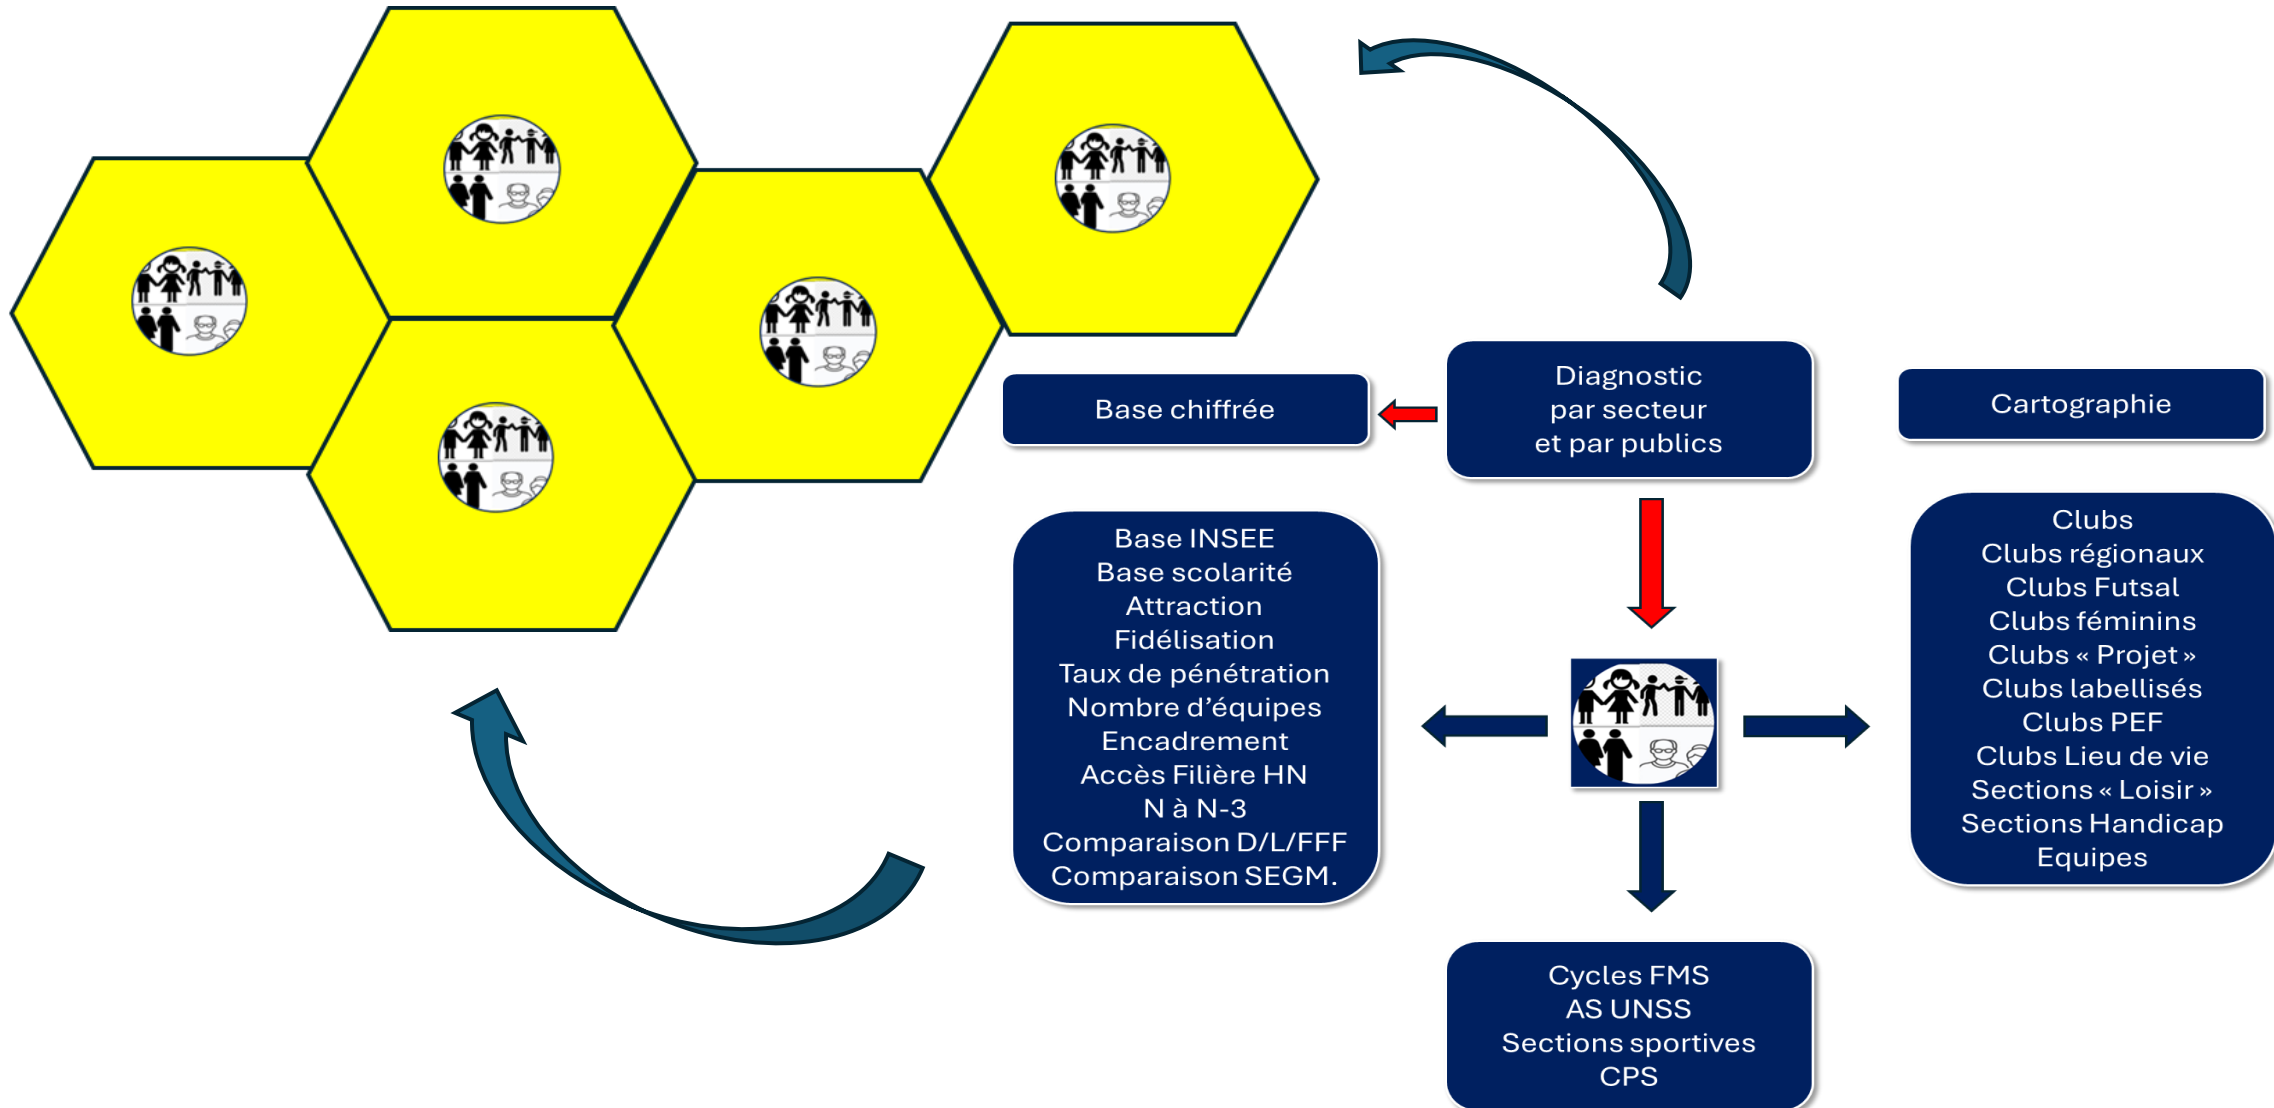 Base chiffrée
Diagnostic
par secteur
et par publics
Cartographie
Base INSEE
Base scolarité
Attraction
Fidélisation
Taux de pénétration
Nombre d’équipes
Encadrement
Accès Filière HN
N à N-3
Comparaison D/L/FFF
Comparaison SEGM.
Clubs
Clubs régionaux
Clubs Futsal
Clubs féminins
Clubs « Projet »
Clubs labellisés
Clubs PEF
Clubs Lieu de vie
Sections « Loisir »
Sections Handicap
Equipes
Cycles FMS
AS UNSS
Sections sportives
CPS